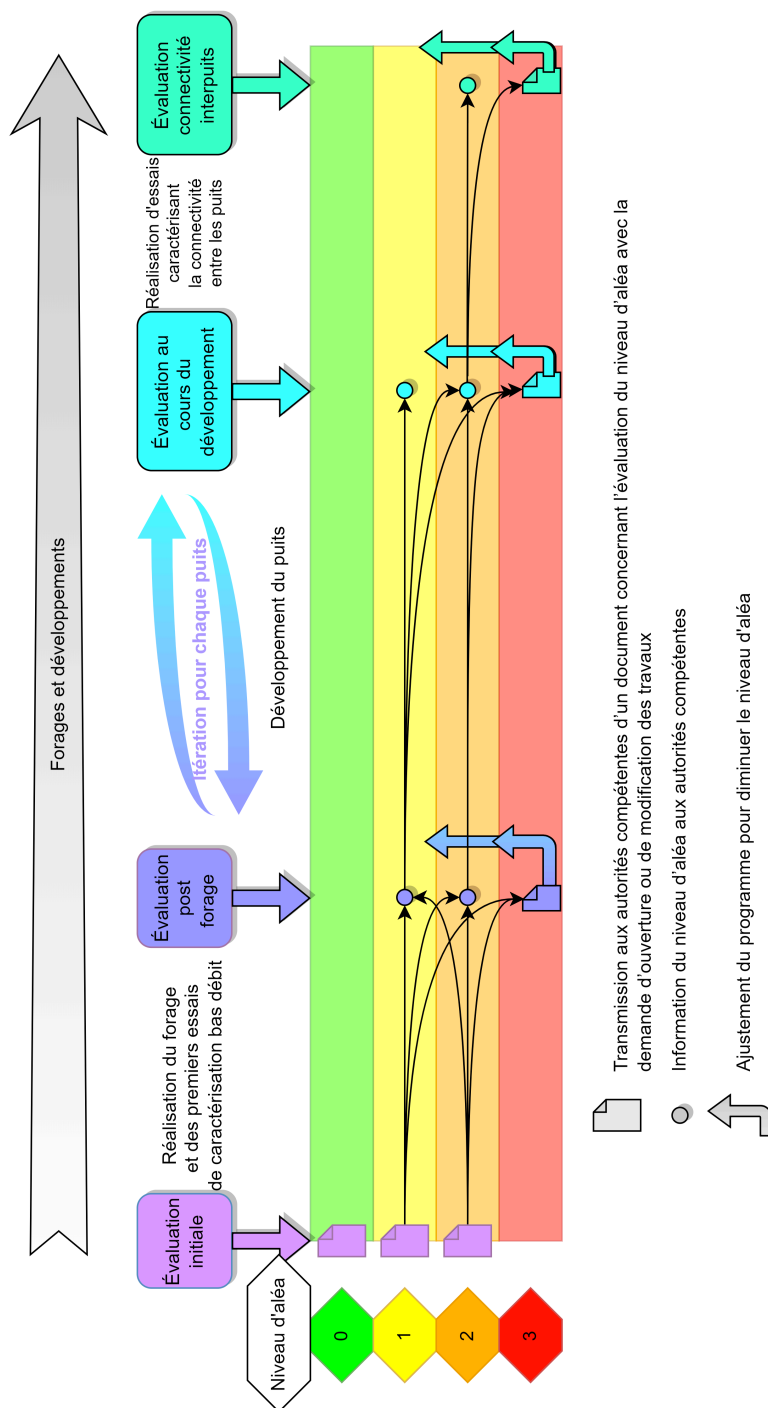 Forages et développements
Évaluation
initiale
Réalisation du forage
et des premiers essais
de caractérisation bas débit
Évaluation
post
forage
Itération pour chaque puits
Développement du puits
Évaluation au
cours du
développement
Réalisation d'essais
caractérisant
la connectivité
entre les puits
Évaluation
connectivité
interpuits
Niveau d'aléa
0
1
2
3
Transmission aux autorités compétentes d'un document concernant l'évaluation du niveau d'aléa avec la
demande d'ouverture ou de modification des travaux
Information du niveau d'aléa aux autorités compétentes
Ajustement du programme pour diminuer le niveau d'aléa